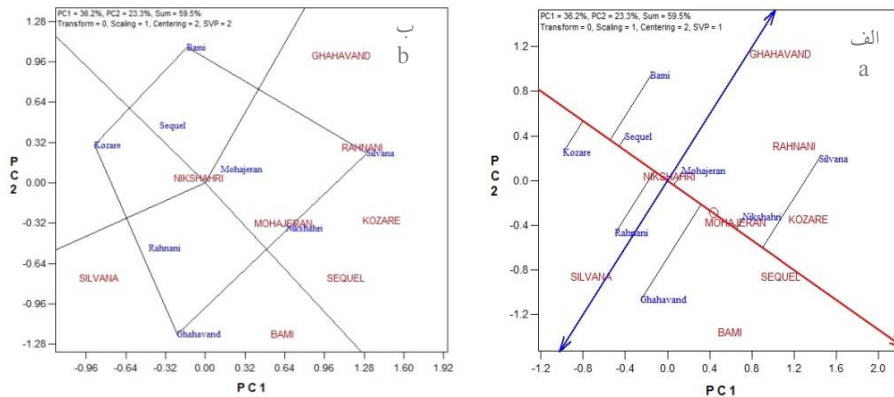 PC1 = 36.2%, PC2 = 23.3%, Sum = 59.5%
Transform = 0, Scaling = 1, Centering = 2, SVP = 2
ب
b
1.28
0.96
0.64
0.32
0.00
-0.32
-0.64
-0.96
-1.28
P
C
2
Bami
GHAHAVAND
Sequel
Kozare
RAHNANI
Silvana
Mohajeran
NIKSHAHRI
MOHAJERAN
KOZARE
Nikshahri
Rahnani
SILVANA
SEQUEL
Ghahavand
BAMI
-0.96 -0.64 -0.32 0.00 0.32 0.64 0.96 1.28 1.60 1.92
PC1
PC1 = 36.2%, PC2 = 23.3%, Sum = 59.5%
Transform = 0, Scaling = 1, Centering = 2, SVP = 1
الف
a
1.2
0.8
0.4
0.0
-0.4
-0.8
-1.2
P
C
2
GHAHAVAND
Bami
Sequel
Kozare
RAHNANI
Silvana
Mohajeran
NIKSHAHRI
Nikshahri
KOZARE
MOHAJERAN
Rahnani
SILVANA
SEQUEL
Ghahavand
BAMI
-1.2 -0.8 -0.4 0.0 0.4 0.8 1.2 1.6 2.0
PC1